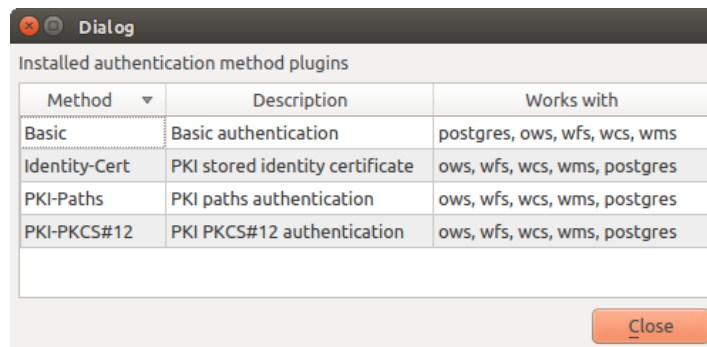 Dialog
Installed authentication method plugins
Method Description Works with
Basic Basic authentication postgres, ows, wfs, wcs, wms
Identity-Cert PKI stored identity certificate ows, wfs, wcs, wms, postgres
PKI-Paths PKI paths authentication ows, wfs, wcs, wms, postgres
PKI-PKCS#12 PKI PKCS#12 authentication ows, wfs, wcs, wms, postgres
Close